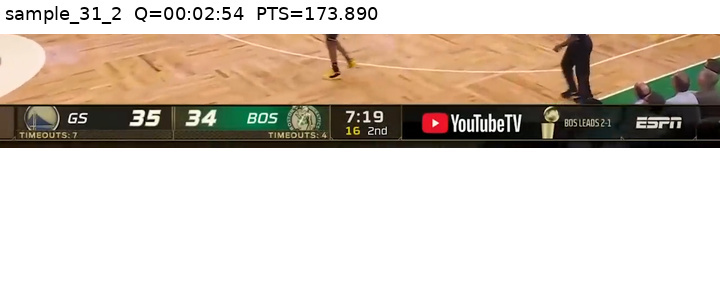 sample_31_2 Q=00:02:54 PTS=173.890
GS 35 34 BOS 7:19 YouTubeTV BOS LEADS 2-1 ESPN
TIMEOUTS: 7 TIMEOUTS: 4 16 2nd